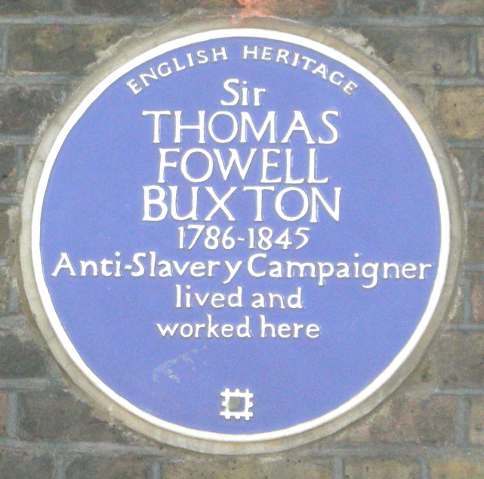 ENGLISH HERITAGE
Sir
THOMAS
FOWELL
BUXTON
1786-1845
Anti-Slavery Campaigner
lived and
worked here